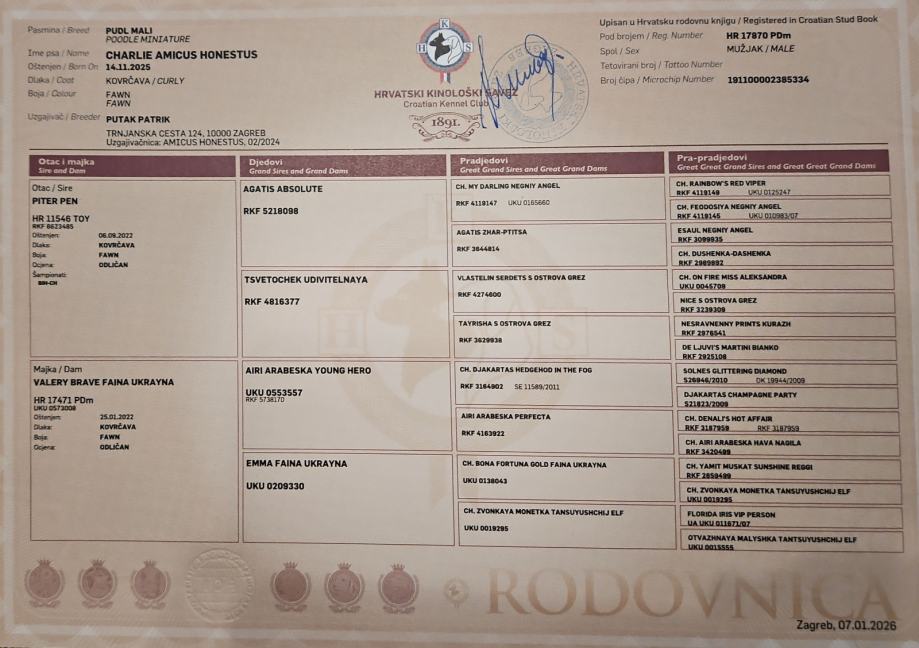 Pasmina / Breed PUDL MALI
POODLE MINIATURE
Ime psa / Name CHARLIE AMICUS HONESTUS
Oštenjen / Born On 14.11.2025
Dlaka / Coat KOVRČAVA / CURLY
Boja / Colour FAWN
FAWN
Uzgajivač / Breeder PUTAK PATRIK
TRNJANSKA CESTA 124, 10000 ZAGREB
Uzgajivačnica: AMICUS HONESTUS, 02/2024
K
H S
HRVATSKI KINOLOŠKI SAVEZ
Croatian Kennel Club
1891.
Upisan u Hrvatsku rodovnu knjigu / Registered in Croatian Stud Book
Pod brojem / Reg. Number HR 17870 PDm
Spol / Sex MUŽJAK / MALE
Tetovirani broj / Tattoo Number
Broj čipa / Microchip Number 191100002385334
Otac i majka
Sire and Dam
Otac / Sire
PITER PEN
HR 11546 TOY
RKF 6623485
Oštenjen: 06.09.2022
Dlaka: KOVRČAVA
Boja: FAWN
Ocjena: ODLIČAN
Šampionati:
BIH-CH
Majka / Dam
VALERY BRAVE FAINA UKRAYNA
HR 17471 PDm
UKU 0573008
Oštenjen: 25.01.2022
Dlaka: KOVRČAVA
Boja: FAWN
Ocjena: ODLIČAN
Djedovi
Grand Sires and Grand Dams
AGATIS ABSOLUTE
RKF 5218098
TSVETOCHEK UDIVITELNAYA
RKF 4816377
AIRI ARABESKA YOUNG HERO
UKU 0553557
RKF 5738170
EMMA FAINA UKRAYNA
UKU 0209330
Pradjedovi
Great Grand Sires and Great Grand Dams
CH. MY DARLING NEGNIY ANGEL
RKF 4119147 UKU 0165660
AGATIS ZHAR-PTITSA
RKF 3644814
VLASTELIN SERDETS S OSTROVA GREZ
RKF 4274600
TAYRISHA S OSTROVA GREZ
RKF 3629938
CH. DJAKARTAS HEDGEHOD IN THE FOG
RKF 3164902 SE 11589/2011
AIRI ARABESKA PERFECTA
RKF 4163922
CH. BONA FORTUNA GOLD FAINA UKRAYNA
UKU 0138043
CH. ZVONKAYA MONETKA TANSUYUSHCHIJ ELF
UKU 0019295
Pra-pradjedovi
Great Great Grand Sires and Great Great Grand Dams
CH. RAINBOW'S RED VIPER
RKF 4119149 UKU 0125247
CH. FEODOSIYA NEGNIY ANGEL
RKF 4119145 UKU 010983/07
ESAUL NEGNIY ANGEL
RKF 3099935
CH. DUSHENKA-DASHENKA
RKF 2989892
CH. ON FIRE MISS ALEKSANDRA
UKU 0045709
NICE S OSTROVA GREZ
RKF 3239309
NESRAVNENNY PRINTS KURAZH
RKF 2976541
DE LJUVI'S MARTINI BIANKO
RKF 2925108
SOLNES GLITTERING DIAMOND
S26946/2010 DK 19944/2009
DJAKARTAS CHAMPAGNE PARTY
S21823/2009
CH. DENALI'S HOT AFFAIR
RKF 3187959 RKF 3187959
CH. AIRI ARABESKA HAVA NAGILA
RKF 3420499
CH. YAMIT MUSKAT SUNSHINE REGGI
RKF 2659499
CH. ZVONKAYA MONETKA TANSUYUSHCHIJ ELF
UKU 0019295
FLORIDA IRIS VIP PERSON
UA UKU 011671/07
OTVAZHNAYA MALYSHKA TANTSUYUSHCHIJ ELF
UKU 0015555
H S
RODOVNICA
Zagreb, 07.01.2026